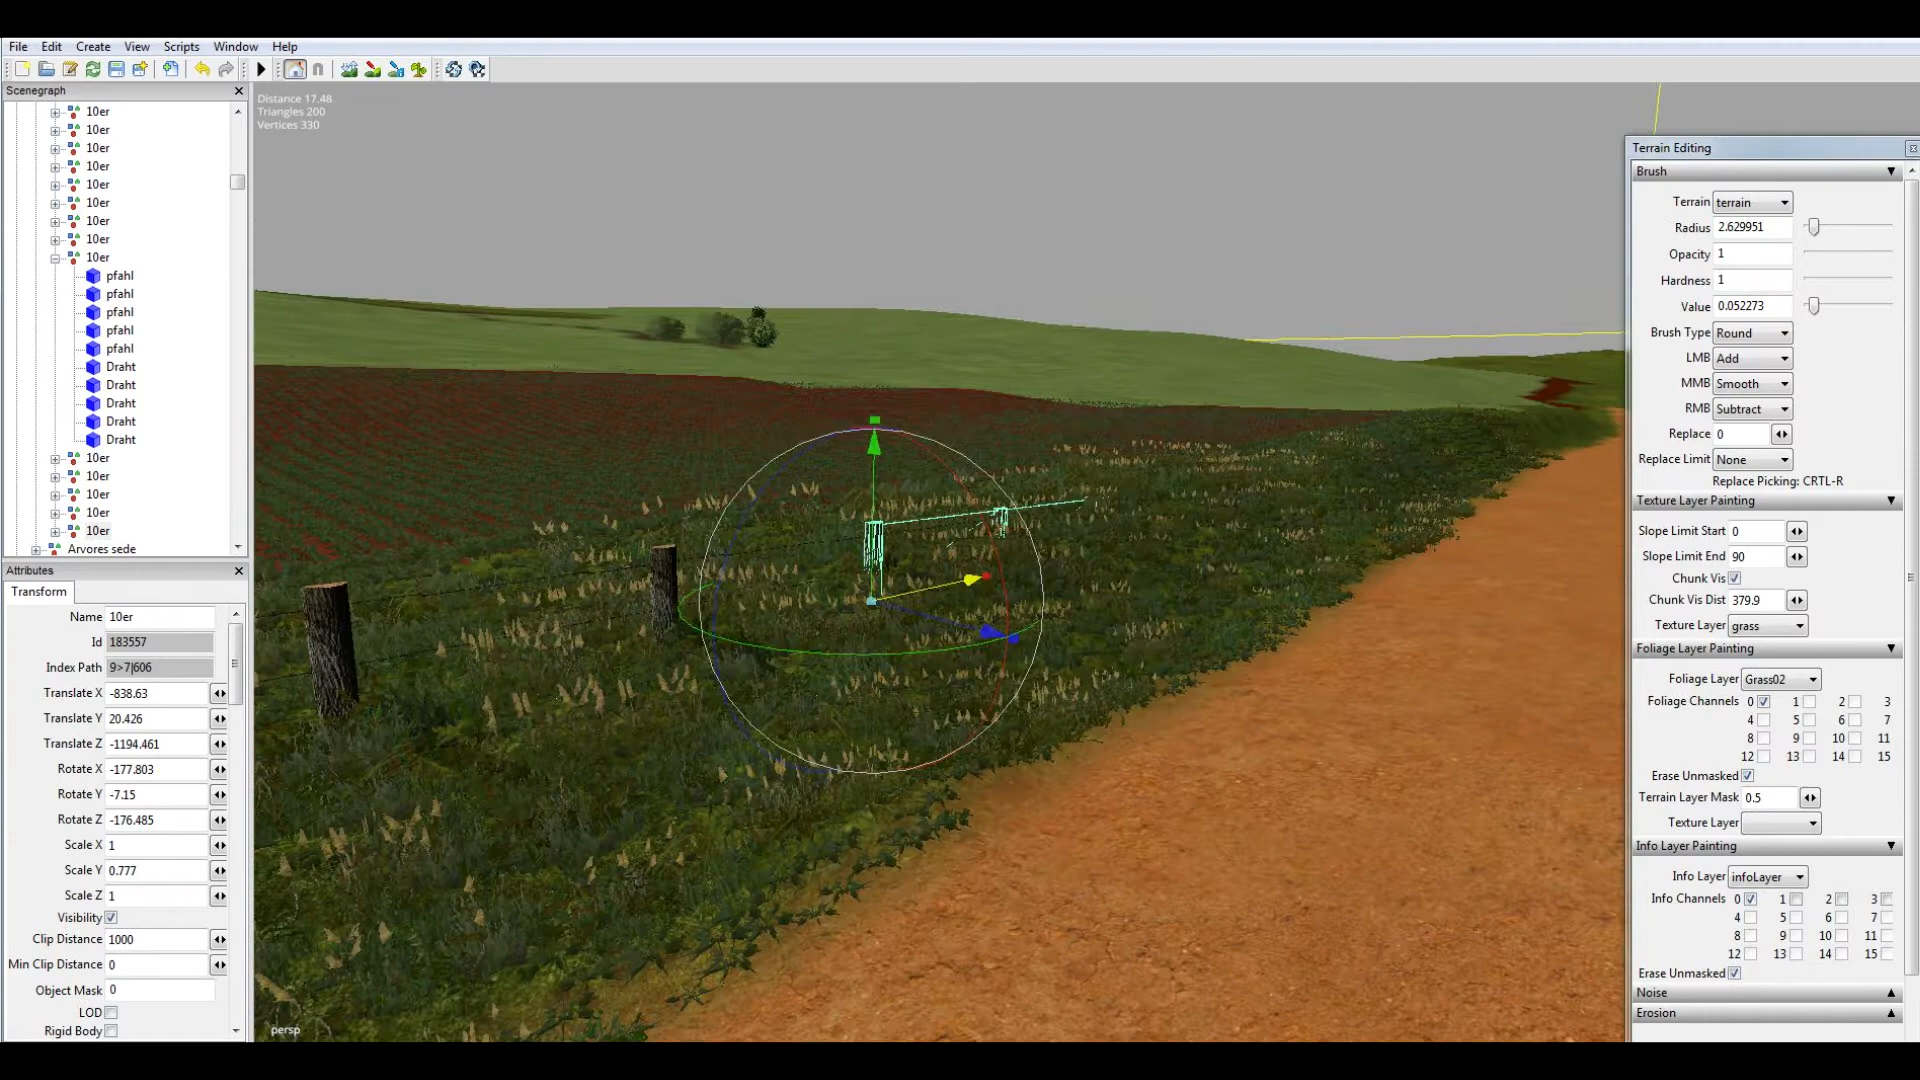 File Edit Create View Scripts Window Help
Scenegraph
10er
10er
10er
10er
10er
10er
10er
10er
10er
pfahl
pfahl
pfahl
pfahl
pfahl
Draht
Draht
Draht
Draht
Draht
10er
10er
10er
10er
10er
Arvores sede
Attributes
Transform
Name 10er
Id 183557
Index Path 9>7|606
Translate X -838.63
Translate Y 20.426
Translate Z -1194.461
Rotate X -177.803
Rotate Y -7.15
Rotate Z -176.485
Scale X 1
Scale Y 0.777
Scale Z 1
Visibility
Clip Distance 1000
Min Clip Distance 0
Object Mask 0
LOD
Rigid Body
Distance 17.48
Triangles 200
Vertices 330
persp
Terrain Editing
Brush
Terrain terrain
Radius 2.629951
Opacity 1
Hardness 1
Value 0.052273
Brush Type Round
LMB Add
MMB Smooth
RMB Subtract
Replace 0
Replace Limit None
Replace Picking: CRTL-R
Texture Layer Painting
Slope Limit Start 0
Slope Limit End 90
Chunk Vis
Chunk Vis Dist 379.9
Texture Layer grass
Foliage Layer Painting
Foliage Layer Grass02
Foliage Channels 0 1 2 3
4 5 6 7
8 9 10 11
12 13 14 15
Erase Unmasked
Terrain Layer Mask 0.5
Texture Layer
Info Layer Painting
Info Layer infoLayer
Info Channels 0 1 2 3
4 5 6 7
8 9 10 11
12 13 14 15
Erase Unmasked
Noise
Erosion